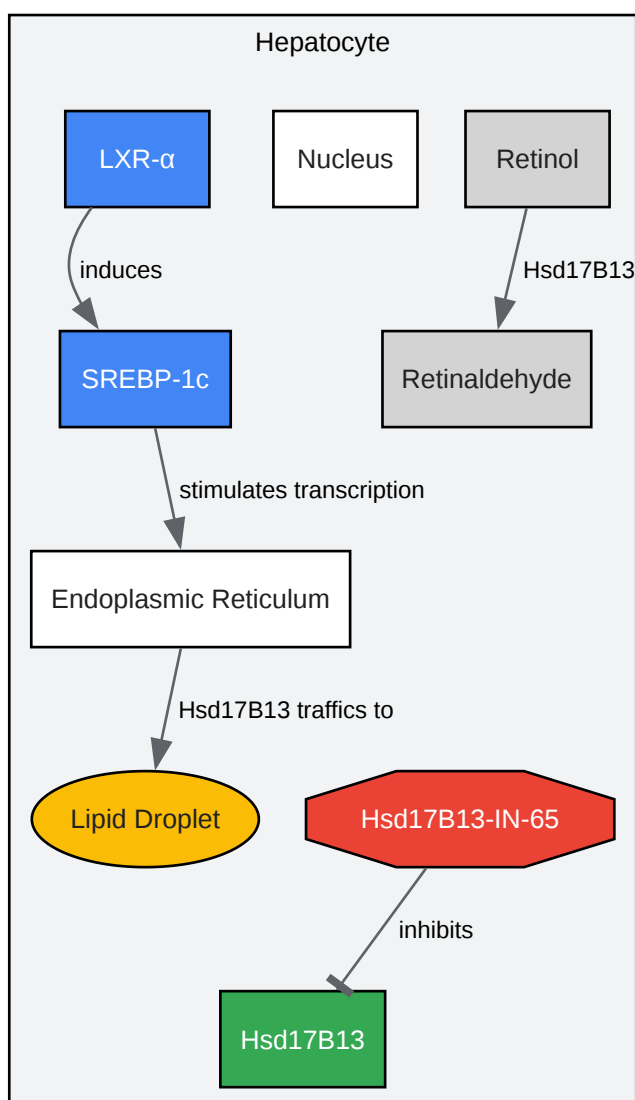 Hepatocyte
LXR-α
Nucleus
Retinol
induces
Hsd17B13
SREBP-1c
Retinaldehyde
stimulates transcription
Endoplasmic Reticulum
Hsd17B13 traffics to
Lipid Droplet
Hsd17B13-IN-65
inhibits
Hsd17B13